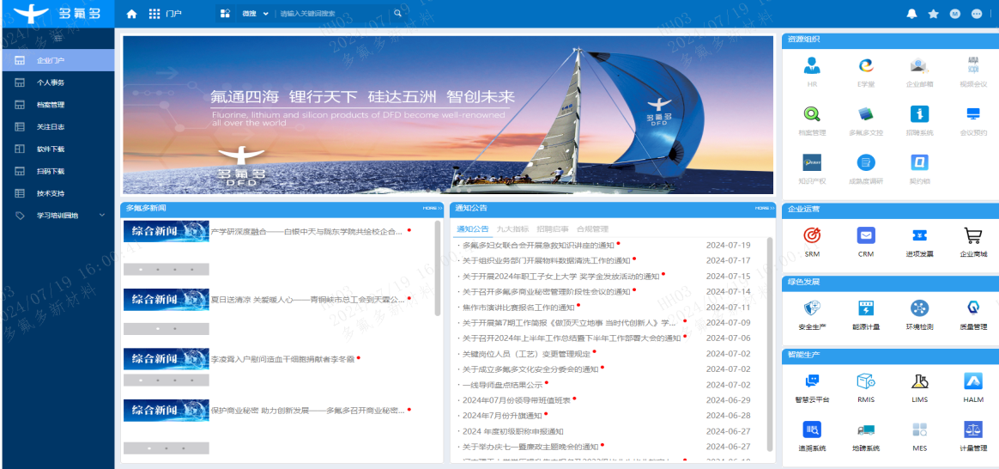 多氟多
门户
微搜
请输入关键词搜索
企业门户
个人事务
档案管理
关注日志
软件下载
扫码下载
技术支持
学习培训园地
氟通四海 锂行天下 硅达五洲 智创未来
Fluorine, lithium and silicon products of DFD become well-renowned
all over the world
多氟多
DFD
多氟多
DFD
多氟多新闻
MORE >>
综合新闻
产学研深度融合——白银中天与陇东学院共绘校企合...
综合新闻
夏日送清凉 关爱暖人心——青铜峡市总工会到天霖公...
综合新闻
李凌霄入户慰问造血干细胞捐献者李冬霞
综合新闻
保护商业秘密 助力创新发展——多氟多召开商业秘密...
通知公告
MORE >>
通知公告 九大指标 招聘启事 合规管理
· 多氟多妇女联合会开展急救知识讲座的通知 2024-07-19
· 关于组织业务部门开展物料数据清洗工作的通知 2024-07-17
· 关于开展2024年职工子女上大学 奖学金发放活动的通知 2024-07-15
· 关于召开多氟多商业秘密管理阶段性会议的通知 2024-07-14
· 焦作市演讲比赛报名工作的通知 2024-07-11
· 关于开展第7期工作简报《做顶天立地事 当时代创新人》学... 2024-07-09
· 关于召开2024年上半年工作总结暨下半年工作部署大会的通知 2024-07-06
· 关键岗位人员（工艺）变更管理规定 2024-07-02
· 关于成立多氟多文化安全分委会的通知 2024-07-02
· 一线导师盘点结果公示 2024-07-02
· 2024年07月份领导带班值班表 2024-06-29
· 2024年7月份升旗通知 2024-06-28
· 2024 年度初级职称申报通知 2024-06-27
· 关于举办庆七一暨廉政主题晚会的通知 2024-06-27
资源组织
HR
E学堂
企业邮箱
视频会议
档案管理
多氟多文控
招聘系统
会议预约
知识产权
成熟度调研
契约锁
企业运营
SRM
CRM
进项发票
企业商城
绿色发展
安全生产
能源计量
环境检测
质量管理
智能生产
智慧云平台
RMIS
LIMS
HALM
追溯系统
地磅系统
MES
计量管理